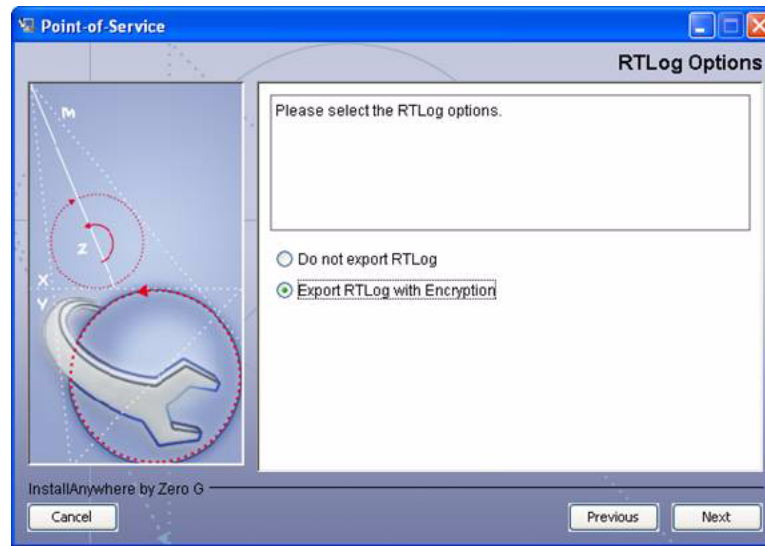 Point-of-Service
RTLog Options
Please select the RTLog options.
Do not export RTLog
Export RTLog with Encryption
M
Z
X
Y
InstallAnywhere by Zero G
Cancel
Previous
Next